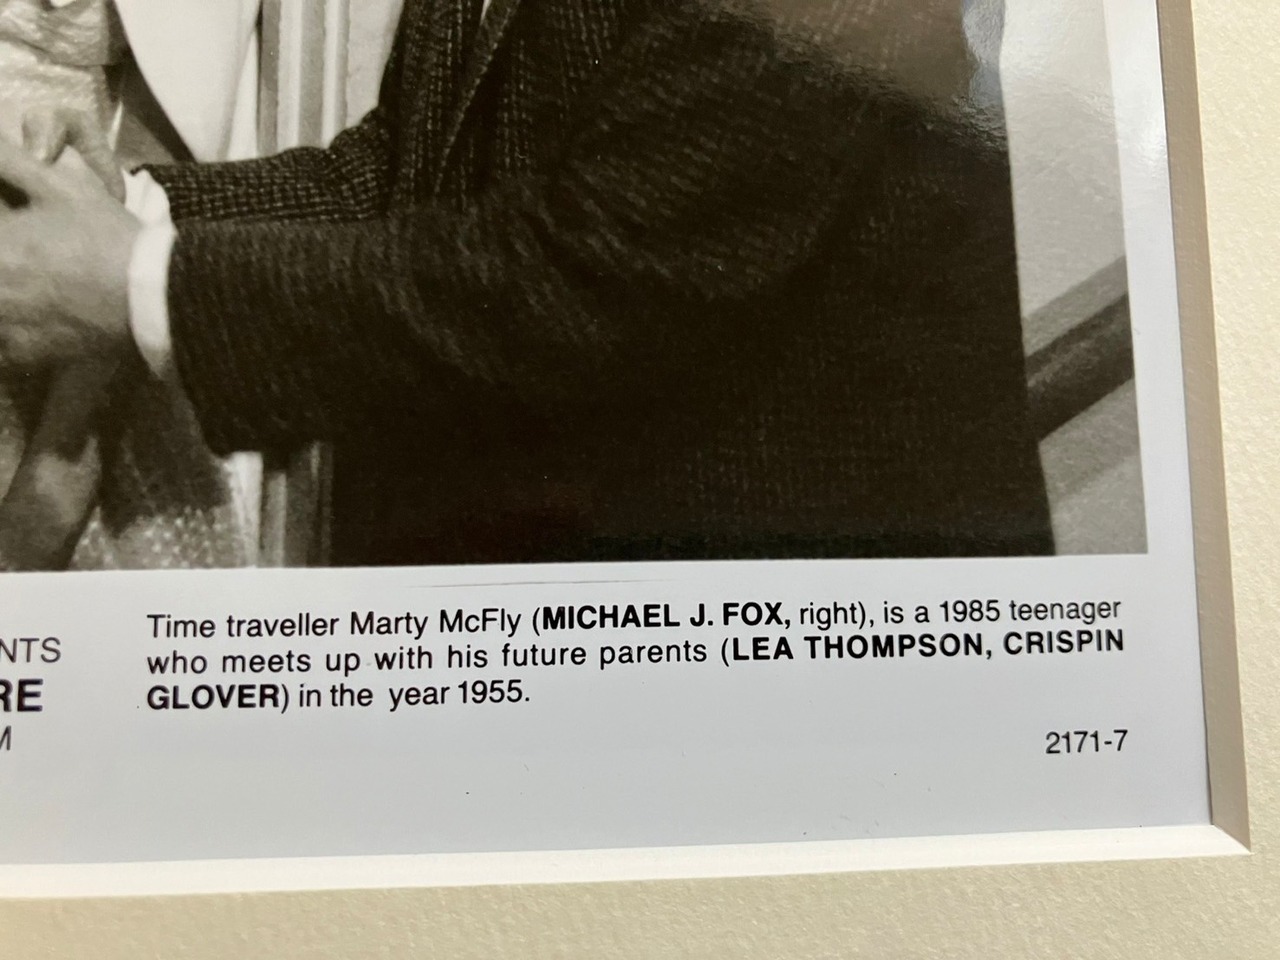 NTS
RE
M
Time traveller Marty McFly (MICHAEL J. FOX, right), is a 1985 teenager
who meets up with his future parents (LEA THOMPSON, CRISPIN
GLOVER) in the year 1955.
2171-7